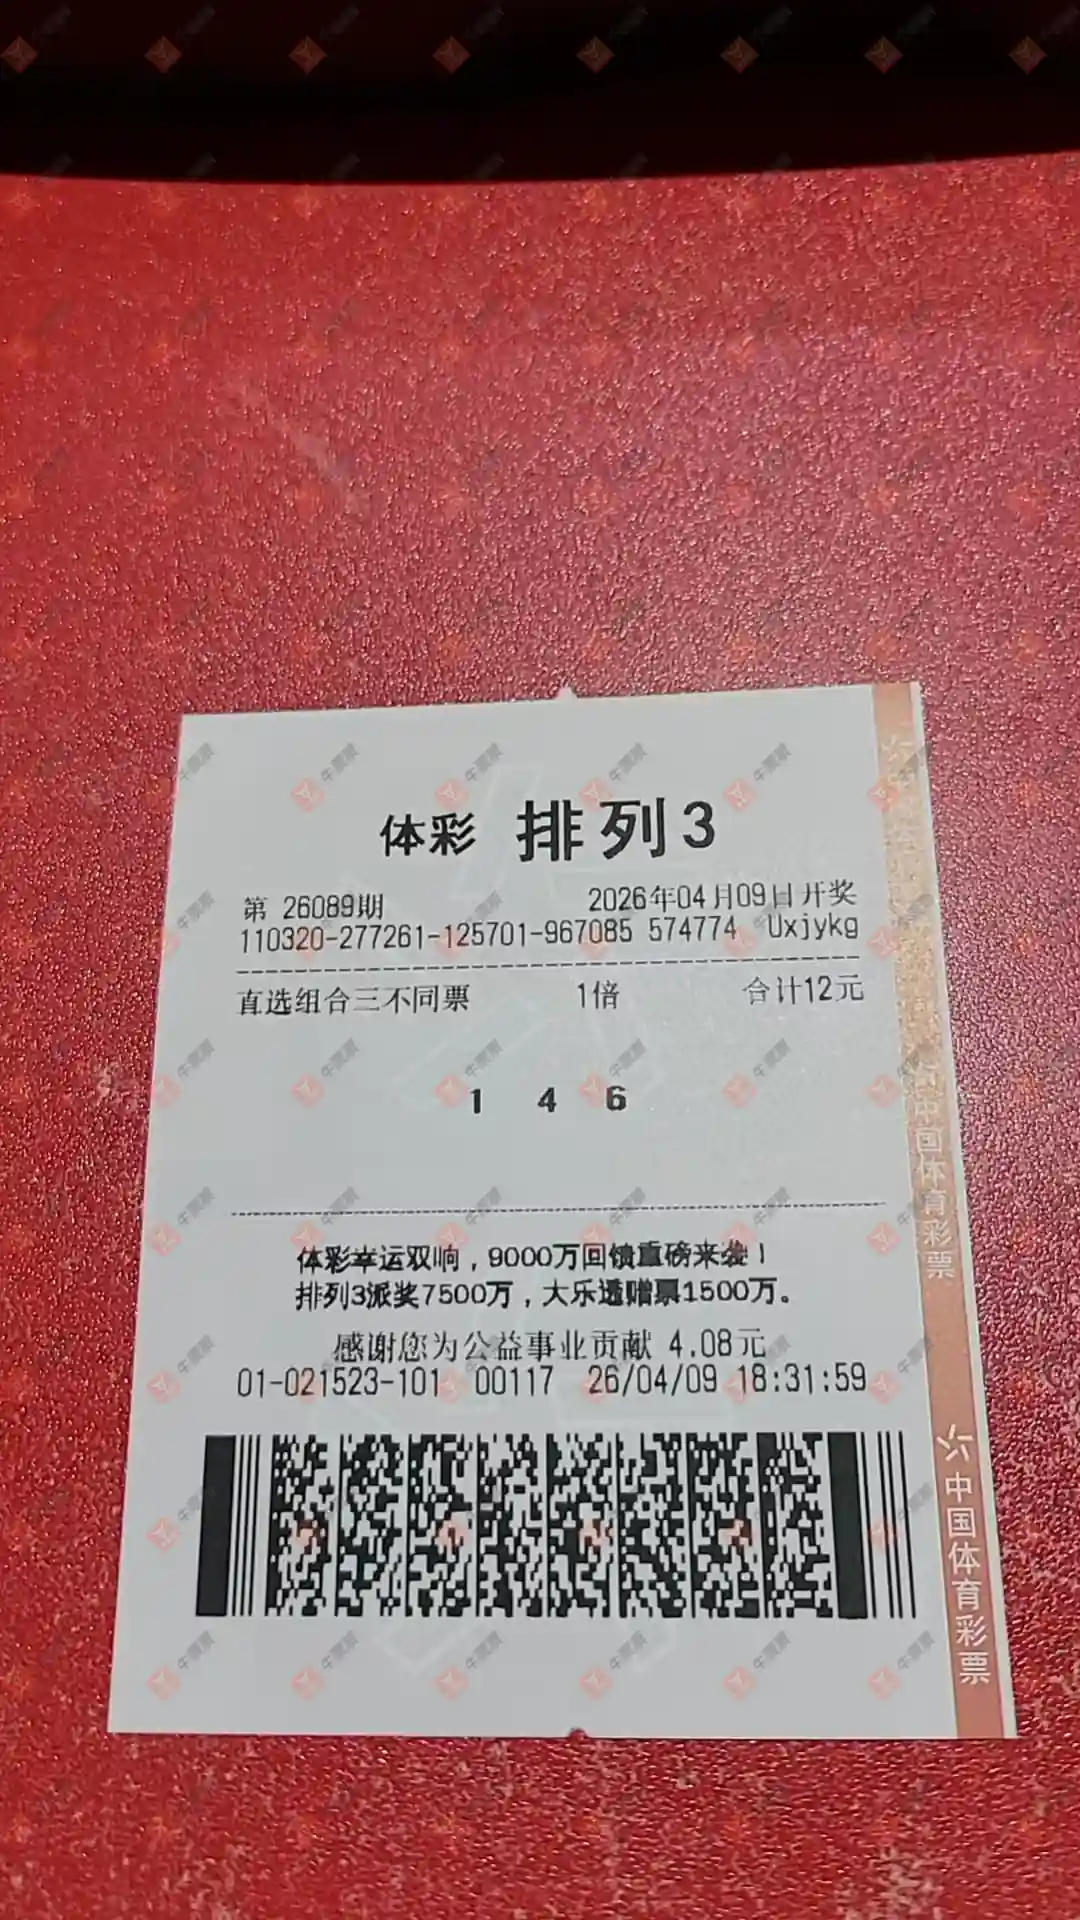 体彩 排列3
第 26089期 2026年04月09日开奖
110320-277261-125701-967085 574774 Uxjykg
直选组合三不同票 1倍 合计12元
1 4 6
体彩幸运双响，9000万回馈重磅来袭！
排列3派奖7500万，大乐透赠票1500万。
感谢您为公益事业贡献 4.08元
01-021523-101 00117 26/04/09 18:31:59
中国体育彩票
中国体育彩票